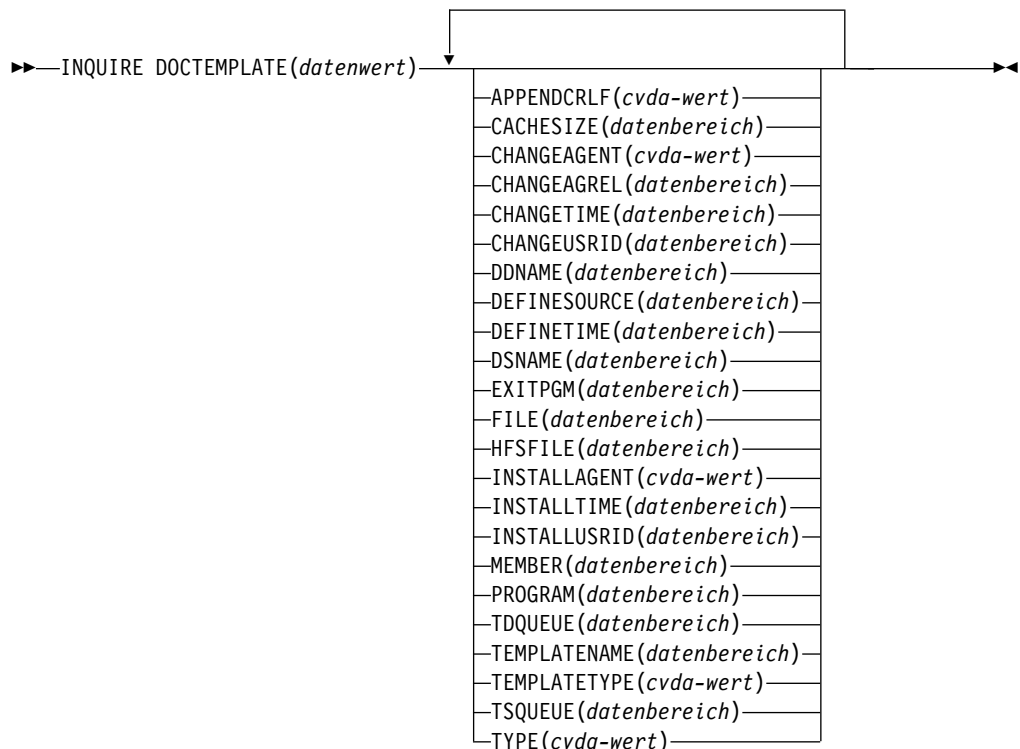 INQUIRE DOCTEMPLATE(datenwert)
APPENDCRLF(cvda-wert)
CACHESIZE(datenbereich)
CHANGEAGENT(cvda-wert)
CHANGEAGREL(datenbereich)
CHANGETIME(datenbereich)
CHANGEUSRID(datenbereich)
DDNAME(datenbereich)
DEFINESOURCE(datenbereich)
DEFINETIME(datenbereich)
DSNAME(datenbereich)
EXITPGM(datenbereich)
FILE(datenbereich)
HFSFILE(datenbereich)
INSTALLAGENT(cvda-wert)
INSTALLTIME(datenbereich)
INSTALLUSRID(datenbereich)
MEMBER(datenbereich)
PROGRAM(datenbereich)
TDQUEUE(datenbereich)
TEMPLATENAME(datenbereich)
TEMPLATETYPE(cvda-wert)
TSQUEUE(datenbereich)
TYPE(cvda-wert)